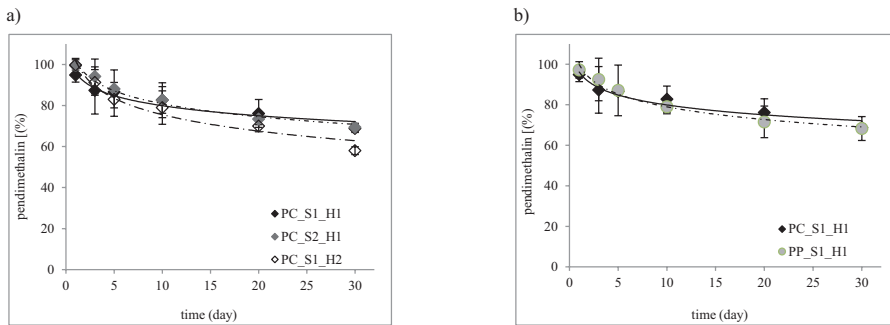 a)
100
80
60
40
20
0
pendimethalin [(%)
0 5 10 15 20 25 30
time (day)
PC_S1_H1
PC_S2_H1
PC_S1_H2
b)
100
80
60
40
20
0
pendimethalin [(%)
0 5 10 15 20 25 30
time (day)
PC_S1_H1
PP_S1_H1